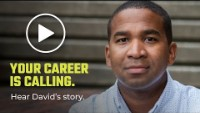 YOUR CAREER
IS CALLING.
Hear David's story.